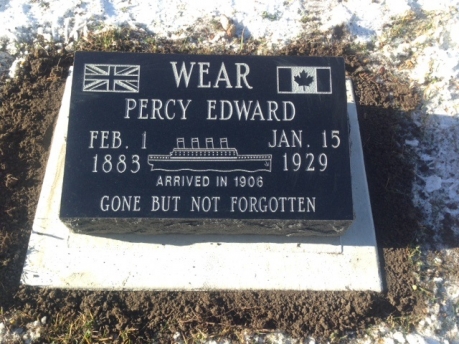 WEAR
PERCY EDWARD
FEB. 1 JAN. 15
1883 1929
ARRIVED IN 1906
GONE BUT NOT FORGOTTEN